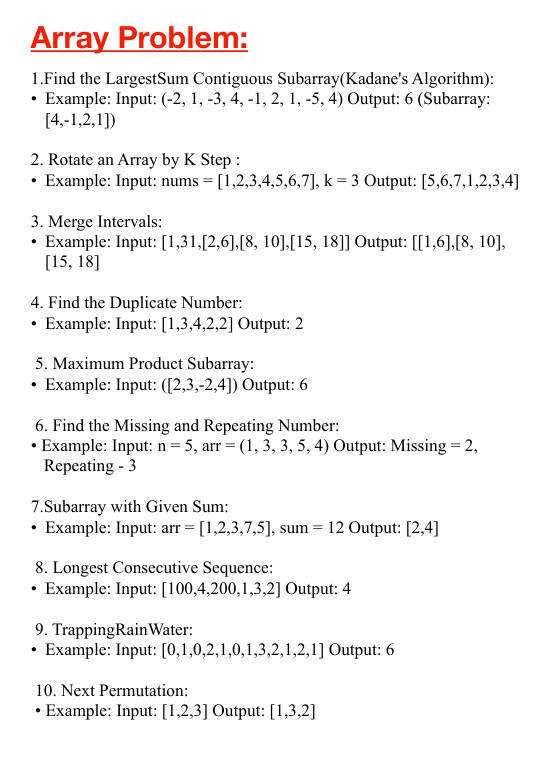 Array Problem:
1.Find the LargestSum Contiguous Subarray(Kadane's Algorithm):
• Example: Input: (-2, 1, -3, 4, -1, 2, 1, -5, 4) Output: 6 (Subarray:
[4,-1,2,1])
2. Rotate an Array by K Step :
• Example: Input: nums = [1,2,3,4,5,6,7], k = 3 Output: [5,6,7,1,2,3,4]
3. Merge Intervals:
• Example: Input: [1,31,[2,6],[8, 10],[15, 18]] Output: [[1,6],[8, 10],
[15, 18]
4. Find the Duplicate Number:
• Example: Input: [1,3,4,2,2] Output: 2
5. Maximum Product Subarray:
• Example: Input: ([2,3,-2,4]) Output: 6
6. Find the Missing and Repeating Number:
• Example: Input: n = 5, arr = (1, 3, 3, 5, 4) Output: Missing = 2,
Repeating - 3
7.Subarray with Given Sum:
• Example: Input: arr = [1,2,3,7,5], sum = 12 Output: [2,4]
8. Longest Consecutive Sequence:
• Example: Input: [100,4,200,1,3,2] Output: 4
9. TrappingRainWater:
• Example: Input: [0,1,0,2,1,0,1,3,2,1,2,1] Output: 6
10. Next Permutation:
• Example: Input: [1,2,3] Output: [1,3,2]